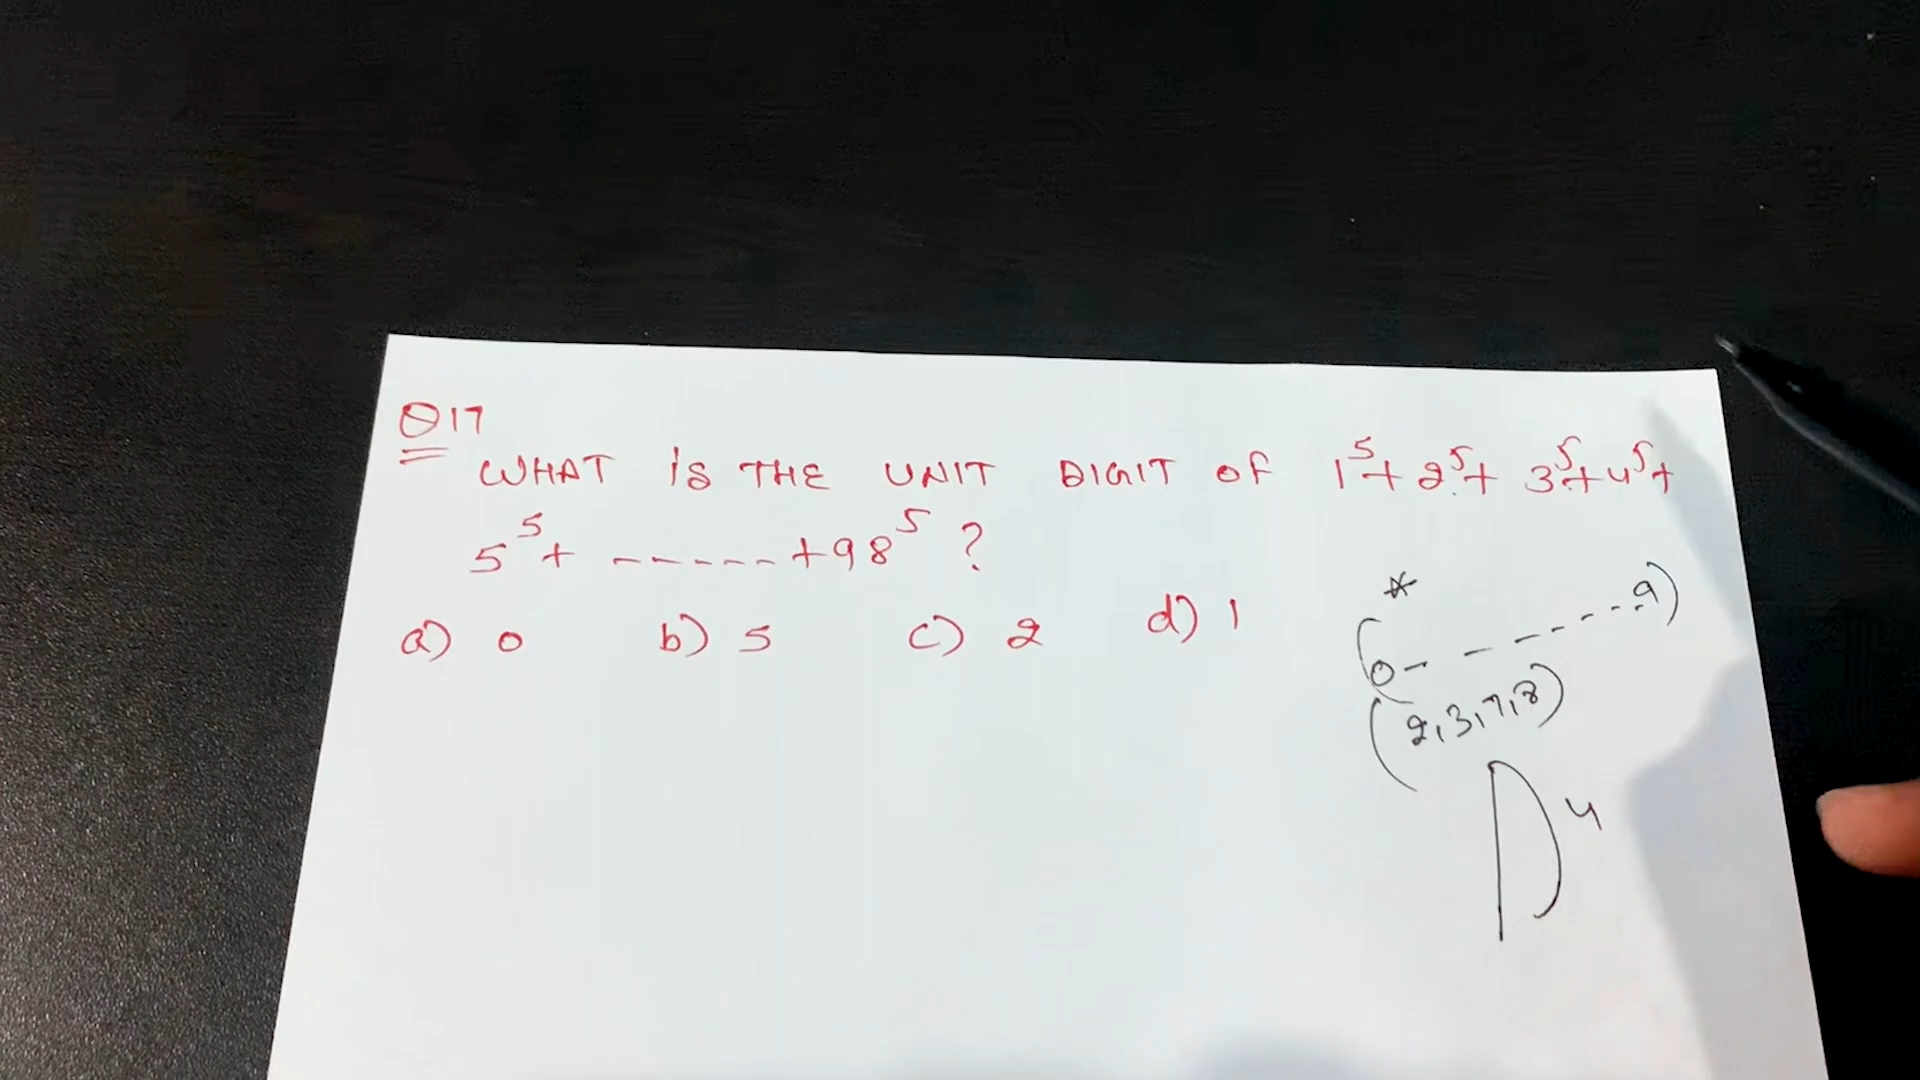 Q17
WHAT is THE UNIT DIGIT OF 1⁵+ 2⁵+ 3⁵+4⁵+
5⁵+ -----+98⁵ ?
a) 0 b) 5 c) 2 d) 1
*
(0- - - - - - - -9)
(2,3,7,8)
4